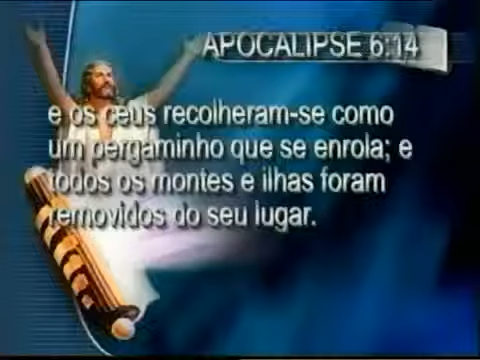 APOCALIPSE 6:14
e os céus recolheram-se como
um pergaminho que se enrola; e
todos os montes e ilhas foram
removidos do seu lugar.